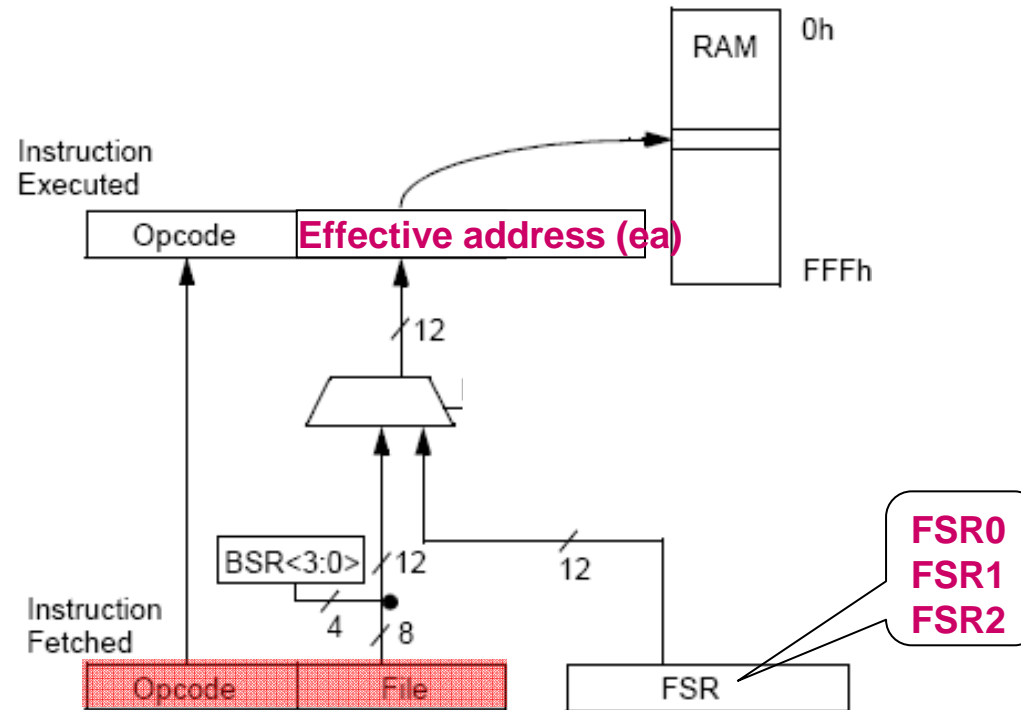 RAM
0h
Instruction
Executed
Opcode
Effective address (ea)
FFFh
12
BSR<3:0>
12
12
4
8
FSR0
FSR1
FSR2
Instruction
Fetched
Opcode
File
FSR